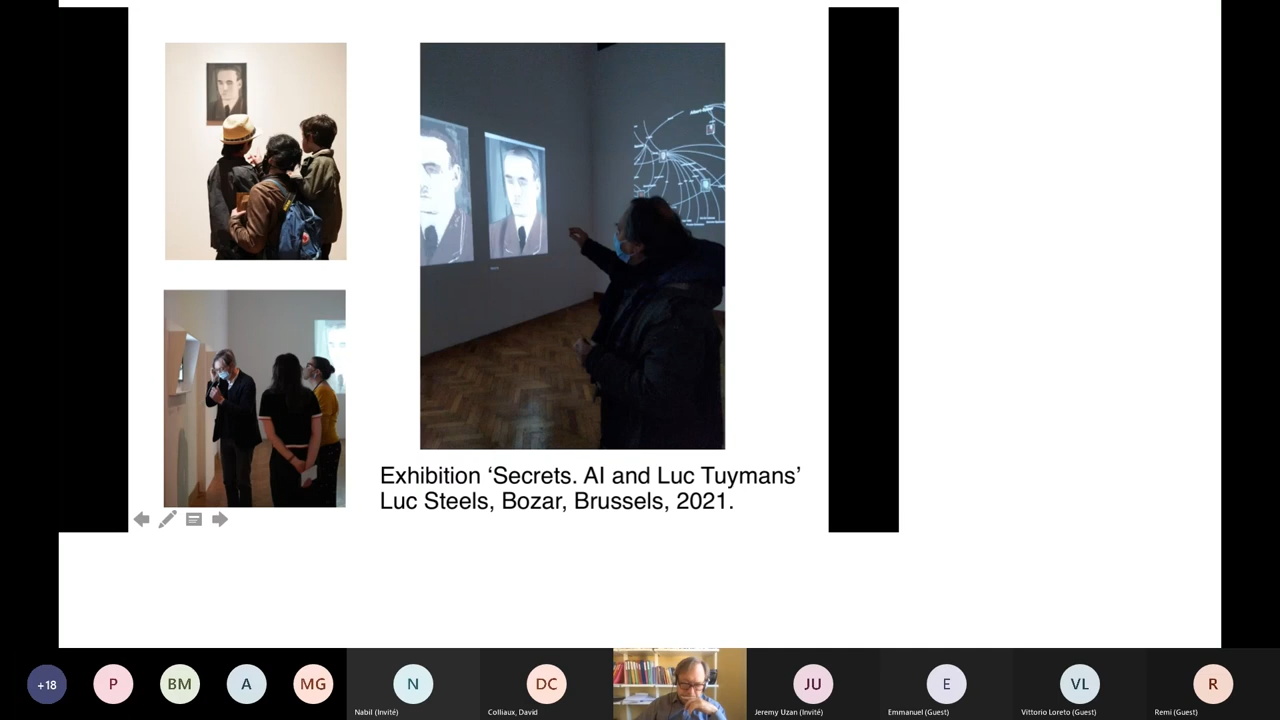 Exhibition ‘Secrets. AI and Luc Tuymans’
Luc Steels, Bozar, Brussels, 2021.
+18
P
BM
A
MG
N
Nabil (Invité)
DC
Colliaux, David
JU
Jeremy Uzan (Invité)
E
Emmanuel (Guest)
VL
Vittorio Loreto (Guest)
R
Remi (Guest)